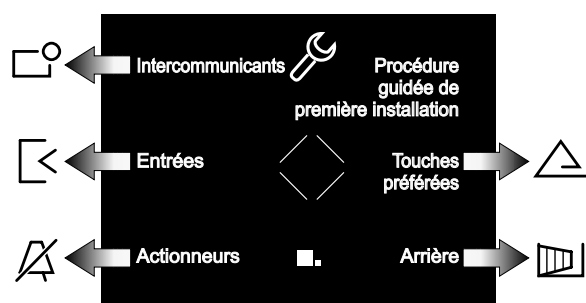 Intercommunicants
Procédure
guidée de
première installation
Entrées
Touches
préférées
Actionneurs
Arrière